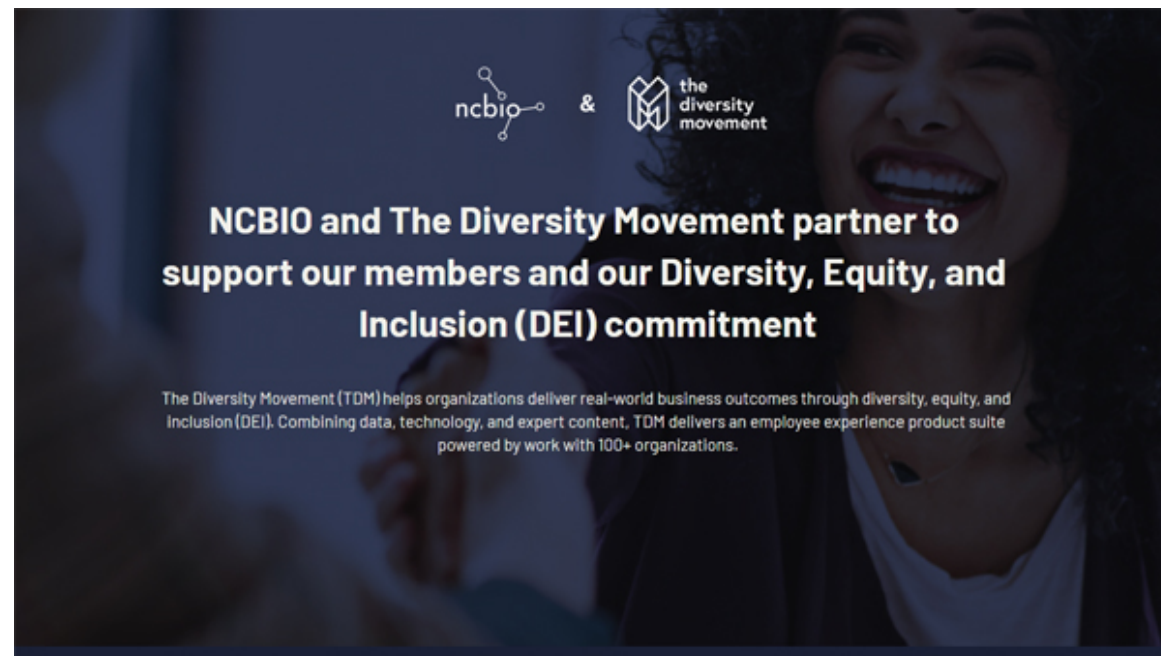 ncbio
&
the
diversity
movement
NCBIO and The Diversity Movement partner to
support our members and our Diversity, Equity, and
Inclusion (DEI) commitment
The Diversity Movement (TDM) helps organizations deliver real-world business outcomes through diversity, equity, and
Inclusion (DEI). Combining data, technology, and expert content, TDM delivers an employee experience product suite
powered by work with 100+ organizations.